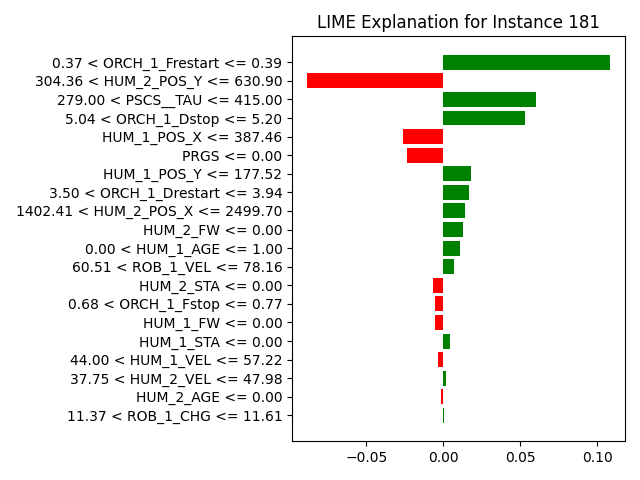 LIME Explanation for Instance 181
0.37 < ORCH_1_Frestart <= 0.39
304.36 < HUM_2_POS_Y <= 630.90
279.00 < PSCS__TAU <= 415.00
5.04 < ORCH_1_Dstop <= 5.20
HUM_1_POS_X <= 387.46
PRGS <= 0.00
HUM_1_POS_Y <= 177.52
3.50 < ORCH_1_Drestart <= 3.94
1402.41 < HUM_2_POS_X <= 2499.70
HUM_2_FW <= 0.00
0.00 < HUM_1_AGE <= 1.00
60.51 < ROB_1_VEL <= 78.16
HUM_2_STA <= 0.00
0.68 < ORCH_1_Fstop <= 0.77
HUM_1_FW <= 0.00
HUM_1_STA <= 0.00
44.00 < HUM_1_VEL <= 57.22
37.75 < HUM_2_VEL <= 47.98
HUM_2_AGE <= 0.00
11.37 < ROB_1_CHG <= 11.61
−0.05 0.00 0.05 0.10